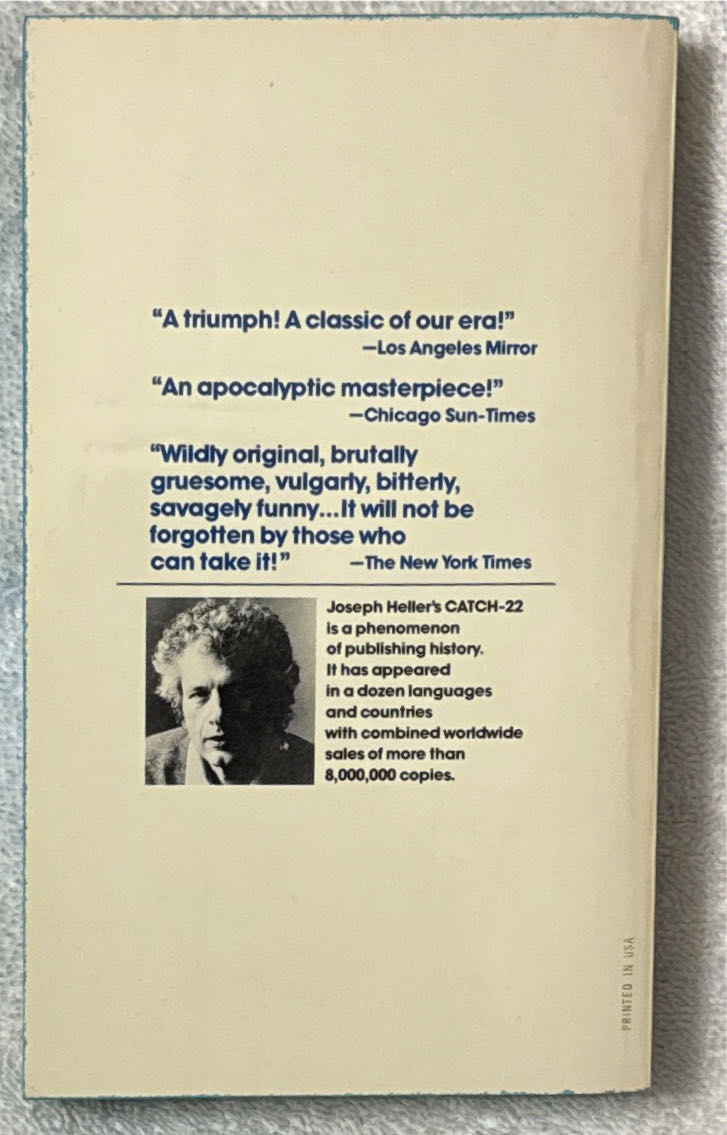 “A triumph! A classic of our era!”
—Los Angeles Mirror
“An apocalyptic masterpiece!”
—Chicago Sun-Times
“Wildly original, brutally
gruesome, vulgarly, bitterly,
savagely funny...It will not be
forgotten by those who
can take it!” —The New York Times
Joseph Heller's CATCH-22
is a phenomenon
of publishing history.
It has appeared
in a dozen languages
and countries
with combined worldwide
sales of more than
8,000,000 copies.
PRINTED IN USA